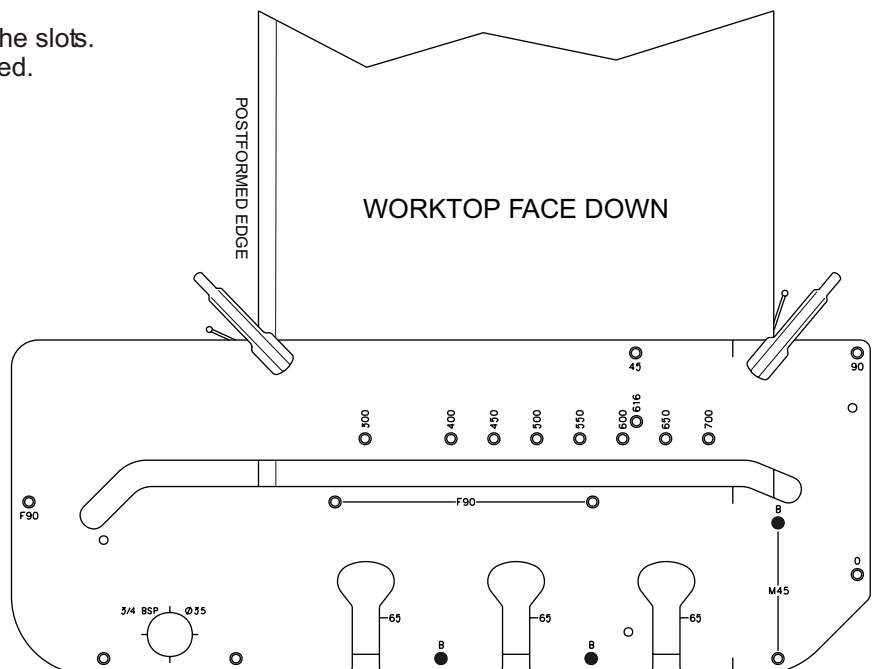 he slots.
ed.
POSTFORMED EDGE
WORKTOP FACE DOWN
45
90
300
400
450
500
550
600
616
650
700
F90
F90
B
0
3/4 BSP
Ø35
65
65
65
M45
B
B